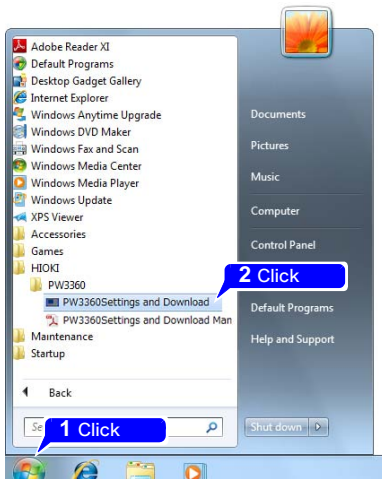 Adobe Reader XI
Default Programs
Desktop Gadget Gallery
Internet Explorer
Windows Anytime Upgrade
Windows DVD Maker
Windows Fax and Scan
Windows Media Center
Windows Media Player
Windows Update
XPS Viewer
Accessories
Games
HIOKI
PW3360
PW3360Settings and Download
PW3360Settings and Download Man
Maintenance
Startup
Back
Se
1 Click
Documents
Pictures
Music
Computer
Control Panel
2 Click
Default Programs
Help and Support
Shut down